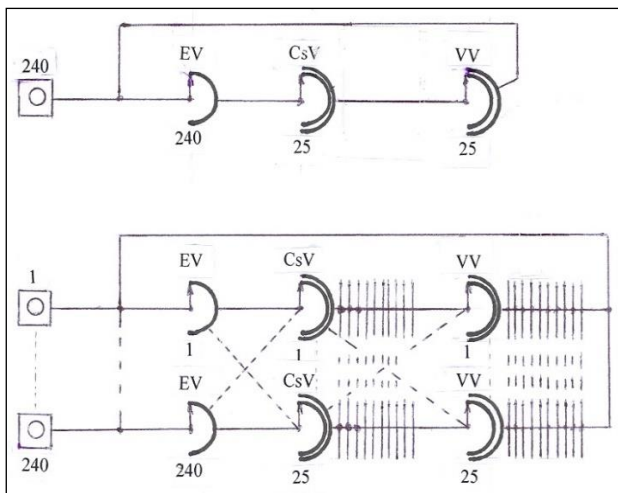 EV CsV VV
240
240 25 25
EV CsV VV
1
1 1 1
EV CsV VV
240 240 25 25